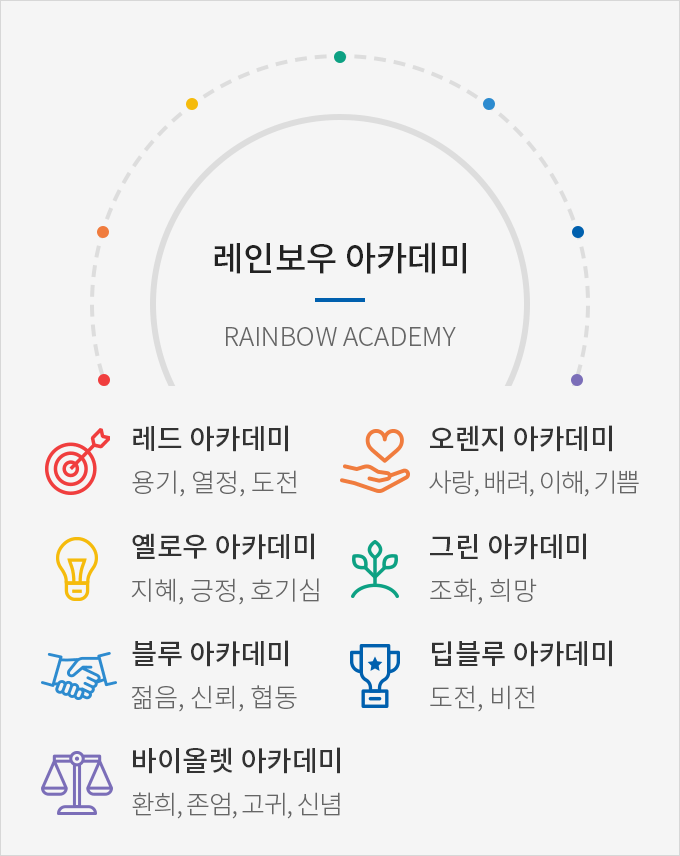 레인보우 아카데미
RAINBOW ACADEMY
레드 아카데미
용기, 열정, 도전
오렌지 아카데미
사랑, 배려, 이해, 기쁨
옐로우 아카데미
지혜, 긍정, 호기심
그린 아카데미
조화, 희망
블루 아카데미
젊음, 신뢰, 협동
딥블루 아카데미
도전, 비전
바이올렛 아카데미
환희, 존엄, 고귀, 신념